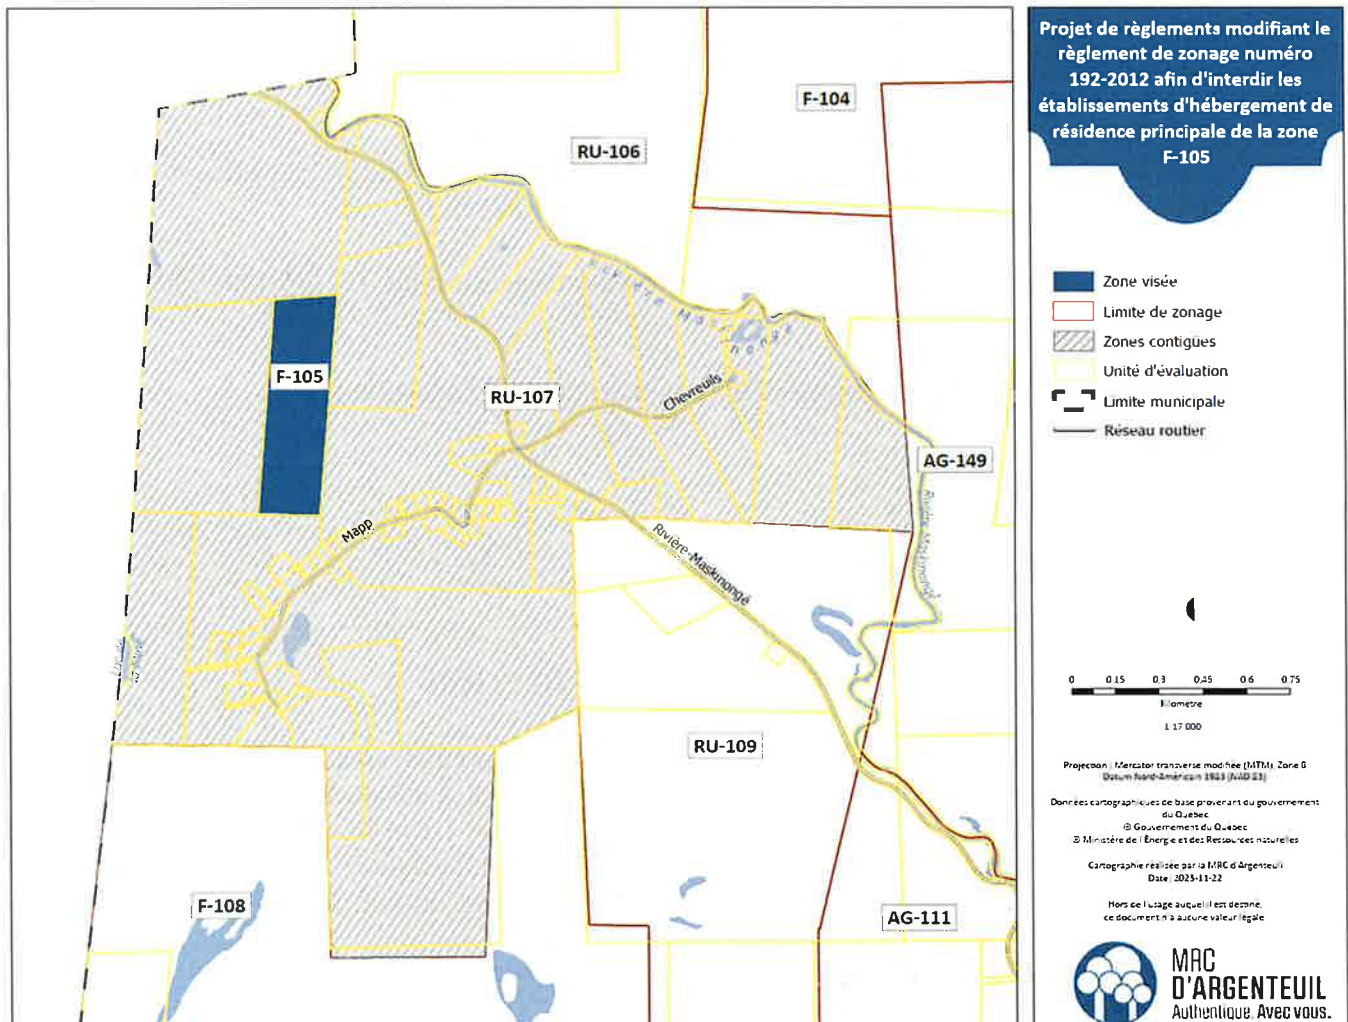 Projet de règlements modifiant le
règlement de zonage numéro
192-2012 afin d'interdir les
établissements d'hébergement de
résidence principale de la zone
F-105
F-104
RU-106
F-105
RU-107
Chevreuils
AG-149
Mapp
Rivière-Maskinongé
Rivière Maskinongé
RU-109
F-108
AG-111
Zone visée
Limite de zonage
Zones contigües
Unité d'évaluation
Limite municipale
Réseau routier
0 0,15 0,3 0,45 0,6 0,75
Kilomètre
1:17 000
Projection : Mercator transverse modifiée (MTM), Zone 8
Datum Nord-Américain 1983 (NAD 83)
Données cartographiques de base provenant du gouvernement
du Québec
© Gouvernement du Québec
© Ministère de l'Énergie et des Ressources naturelles
Cartographie réalisée par la MRC d'Argenteuil
Date : 2023-11-22
Hors de l'usage auquel il est destiné,
ce document n'a aucune valeur légale
MRC
D'ARGENTEUIL
Authentique. Avec vous.